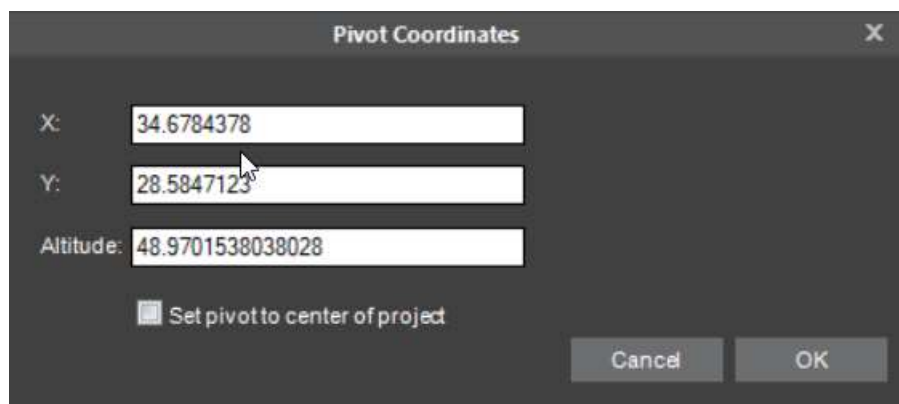 Pivot Coordinates
X: 34.6784378
Y: 28.5847123
Altitude: 48.9701538038028
Set pivot to center of project
Cancel OK